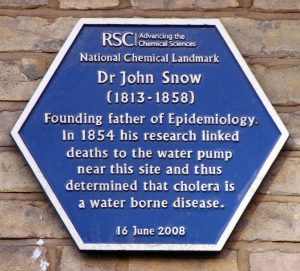 RSC | Advancing the
Chemical Sciences
National Chemical Landmark
Dr John Snow
(1813-1858)
Founding father of Epidemiology.
In 1854 his research linked
deaths to the water pump
near this site and thus
determined that cholera is
a water borne disease.
16 June 2008